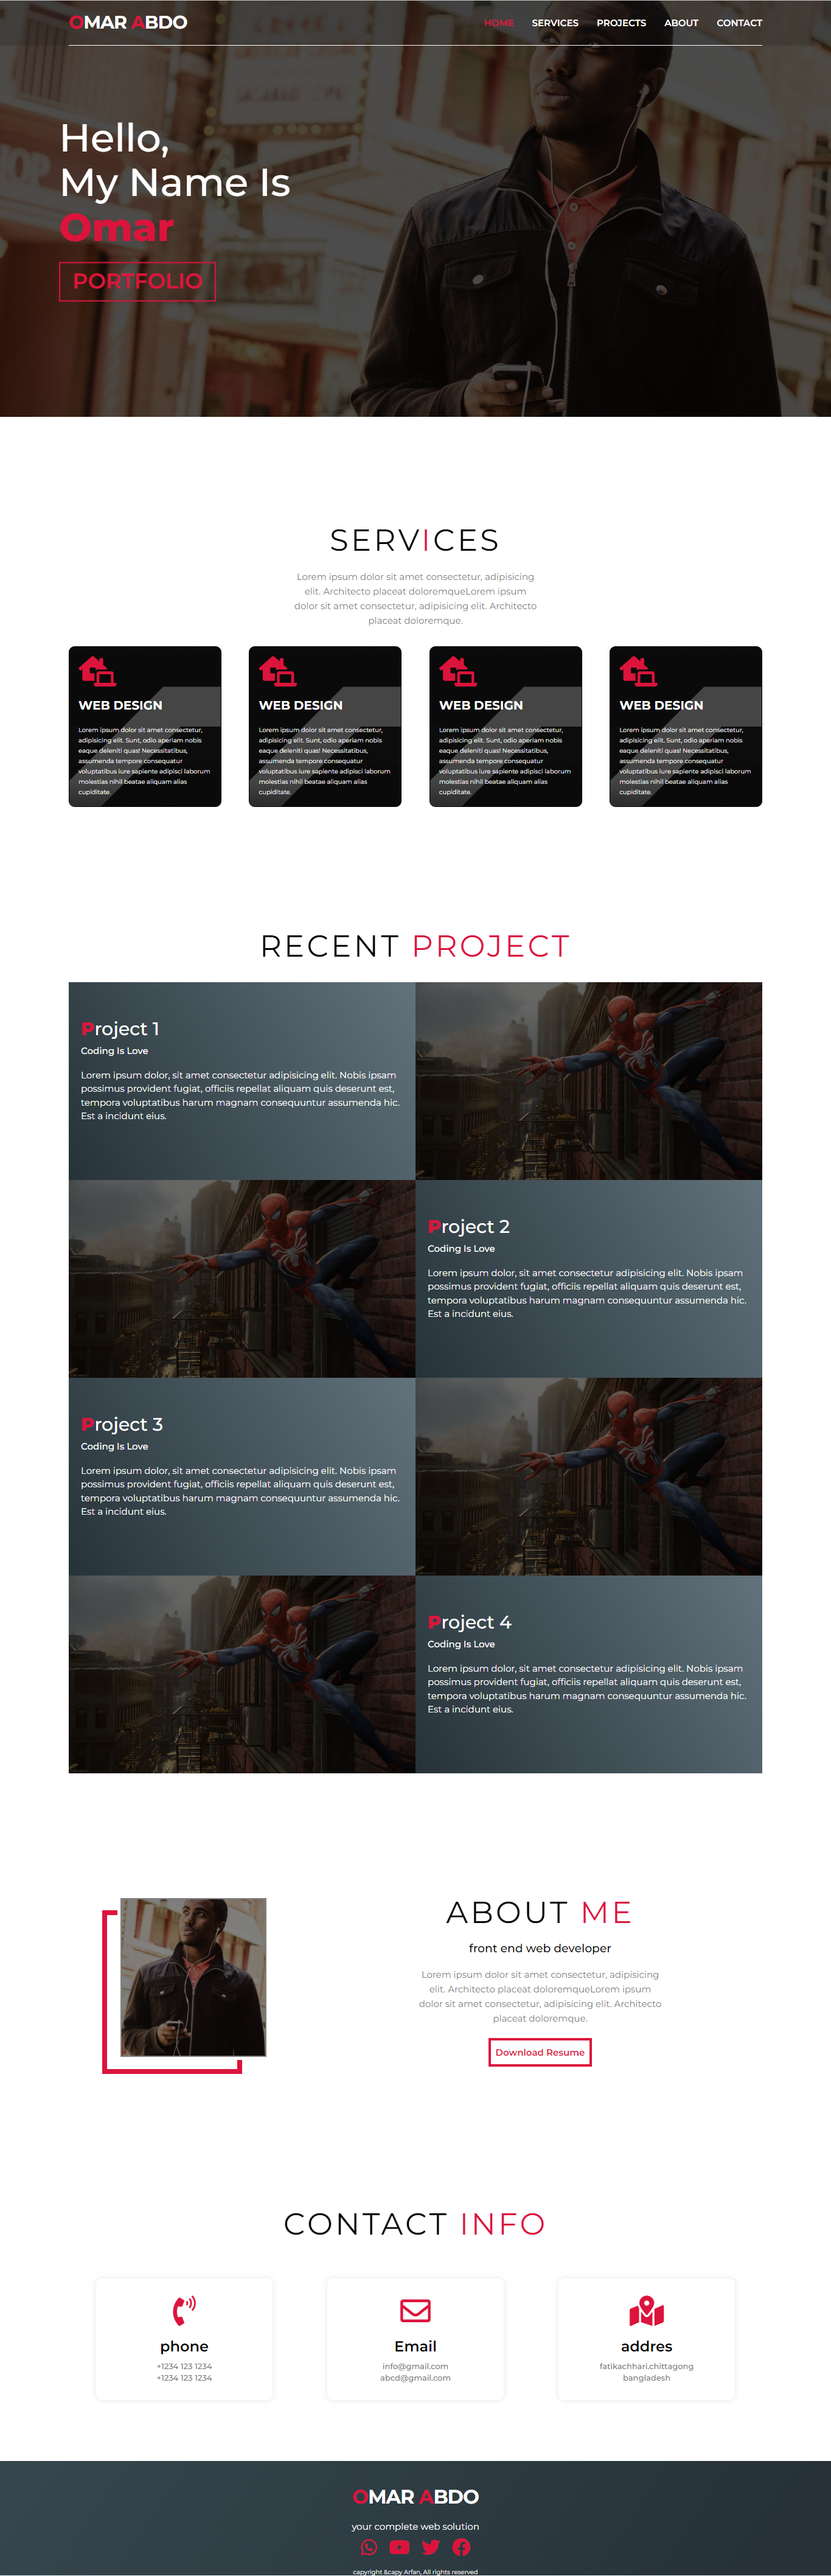 OMAR ABDO
HOME SERVICES PROJECTS ABOUT CONTACT
Hello,
My Name Is
Omar
PORTFOLIO
SERVICES
Lorem ipsum dolor sit amet consectetur, adipisicing
elit. Architecto placeat doloremqueLorem ipsum
dolor sit amet consectetur, adipisicing elit. Architecto
placeat doloremque.
WEB DESIGN
Lorem ipsum dolor sit amet consectetur,
adipisicing elit. Sunt, odio aperiam nobis
eaque deleniti quas! Necessitatibus,
assumenda tempore consequatur
voluptatibus iure sapiente adipisci laborum
molestias nihil beatae aliquam alias
cupiditate.
WEB DESIGN
Lorem ipsum dolor sit amet consectetur,
adipisicing elit. Sunt, odio aperiam nobis
eaque deleniti quas! Necessitatibus,
assumenda tempore consequatur
voluptatibus iure sapiente adipisci laborum
molestias nihil beatae aliquam alias
cupiditate.
WEB DESIGN
Lorem ipsum dolor sit amet consectetur,
adipisicing elit. Sunt, odio aperiam nobis
eaque deleniti quas! Necessitatibus,
assumenda tempore consequatur
voluptatibus iure sapiente adipisci laborum
molestias nihil beatae aliquam alias
cupiditate.
WEB DESIGN
Lorem ipsum dolor sit amet consectetur,
adipisicing elit. Sunt, odio aperiam nobis
eaque deleniti quas! Necessitatibus,
assumenda tempore consequatur
voluptatibus iure sapiente adipisci laborum
molestias nihil beatae aliquam alias
cupiditate.
RECENT PROJECT
Project 1
Coding Is Love
Lorem ipsum dolor, sit amet consectetur adipisicing elit. Nobis ipsam
possimus provident fugiat, officiis repellat aliquam quis deserunt est,
tempora voluptatibus harum magnam consequuntur assumenda hic.
Est a incidunt eius.
Project 2
Coding Is Love
Lorem ipsum dolor, sit amet consectetur adipisicing elit. Nobis ipsam
possimus provident fugiat, officiis repellat aliquam quis deserunt est,
tempora voluptatibus harum magnam consequuntur assumenda hic.
Est a incidunt eius.
Project 3
Coding Is Love
Lorem ipsum dolor, sit amet consectetur adipisicing elit. Nobis ipsam
possimus provident fugiat, officiis repellat aliquam quis deserunt est,
tempora voluptatibus harum magnam consequuntur assumenda hic.
Est a incidunt eius.
Project 4
Coding Is Love
Lorem ipsum dolor, sit amet consectetur adipisicing elit. Nobis ipsam
possimus provident fugiat, officiis repellat aliquam quis deserunt est,
tempora voluptatibus harum magnam consequuntur assumenda hic.
Est a incidunt eius.
ABOUT ME
front end web developer
Lorem ipsum dolor sit amet consectetur, adipisicing
elit. Architecto placeat doloremqueLorem ipsum
dolor sit amet consectetur, adipisicing elit. Architecto
placeat doloremque.
Download Resume
CONTACT INFO
phone
+1234 123 1234
+1234 123 1234
Email
info@gmail.com
abcd@gmail.com
addres
fatikachhari.chittagong
bangladesh
OMAR ABDO
your complete web solution
copyright &capy Arfan, All rights reserved